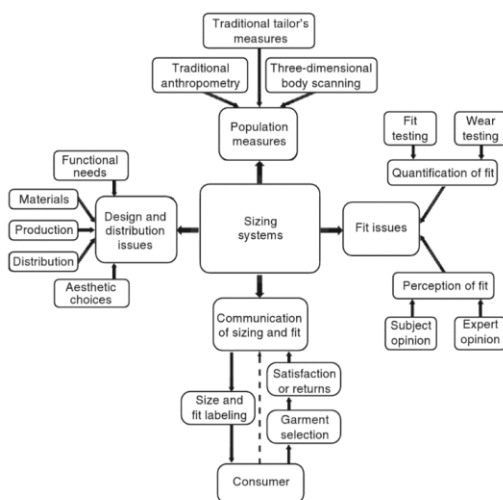 Traditional tailor's
measures
Traditional
anthropometry
Three-dimensional
body scanning
Population
measures
Fit
testing
Wear
testing
Quantification of fit
Functional
needs
Materials
Production
Distribution
Aesthetic
choices
Design and
distribution
issues
Sizing
systems
Fit issues
Perception of fit
Subject
opinion
Expert
opinion
Communication
of sizing and fit
Satisfaction
or returns
Size and
fit labeling
Garment
selection
Consumer